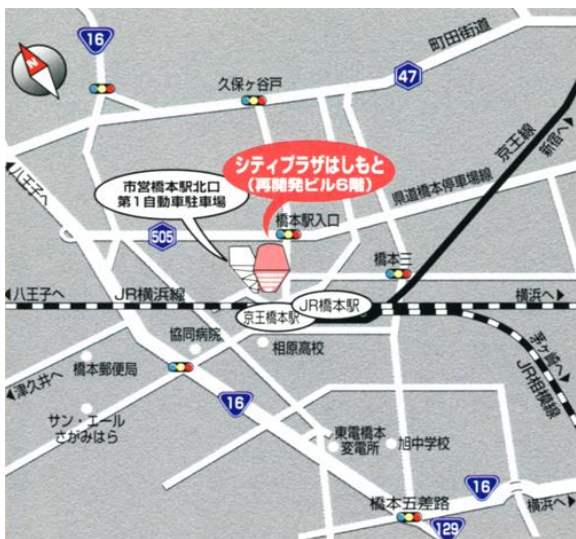 16
N
町田街道
久保ヶ谷戸
47
京王線
新宿へ
シティプラザはしもと
(再開発ビル6階)
市営橋本駅北口
第1自動車駐車場
八王子へ
県道橋本停車場線
橋本駅入口
505
橋本三
八王子へ
JR横浜線
横浜へ
京王橋本駅
JR橋本駅
協同病院
相原高校
茅ヶ崎へ
JR相模線
橋本郵便局
津久井へ
16
サン・エール
さがみはら
東電橋本
変電所
旭中学校
16
橋本五差路
横浜へ
129